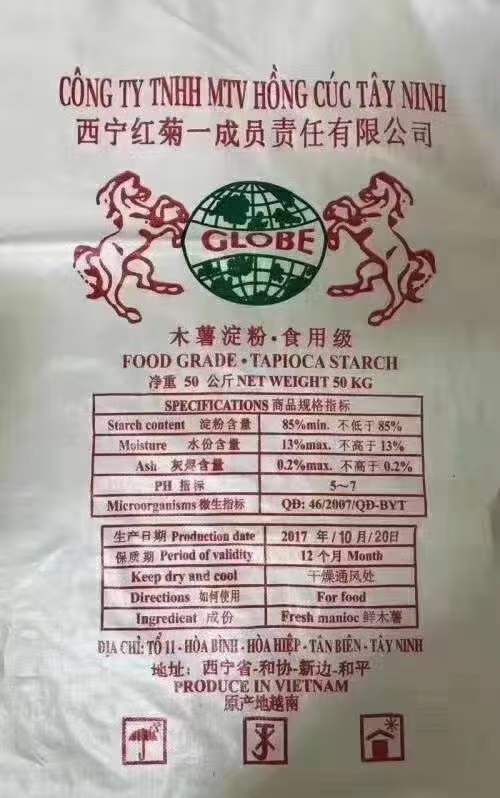 CÔNG TY TNHH MTV HỒNG CÚC TÂY NINH
西宁红菊一成员责任有限公司
GLOBE
木薯淀粉·食用级
FOOD GRADE · TAPIOCA STARCH
净重 50 公斤 NET WEIGHT 50 KG
SPECIFICATIONS 商品规格指标
Starch content 淀粉含量 85%min. 不低于 85%
Moisture 水份含量 13%max. 不高于 13%
Ash 灰烬含量 0.2%max. 不高于 0.2%
PH 指标 5~7
Microorganisms 微生指标 QĐ: 46/2007/QĐ-BYT
生产日期 Production date 2017 年/10月/20日
保质期 Period of validity 12 个月 Month
Keep dry and cool 干燥通风处
Directions 如何使用 For food
Ingredient 成份 Fresh manioc 鲜木薯
ĐỊA CHỈ: TỔ 11 - HÒA BÌNH - HÒA HIỆP - TÂN BIÊN - TÂY NINH
地址: 西宁省-和协-新边-和平
PRODUCE IN VIETNAM
原产地越南